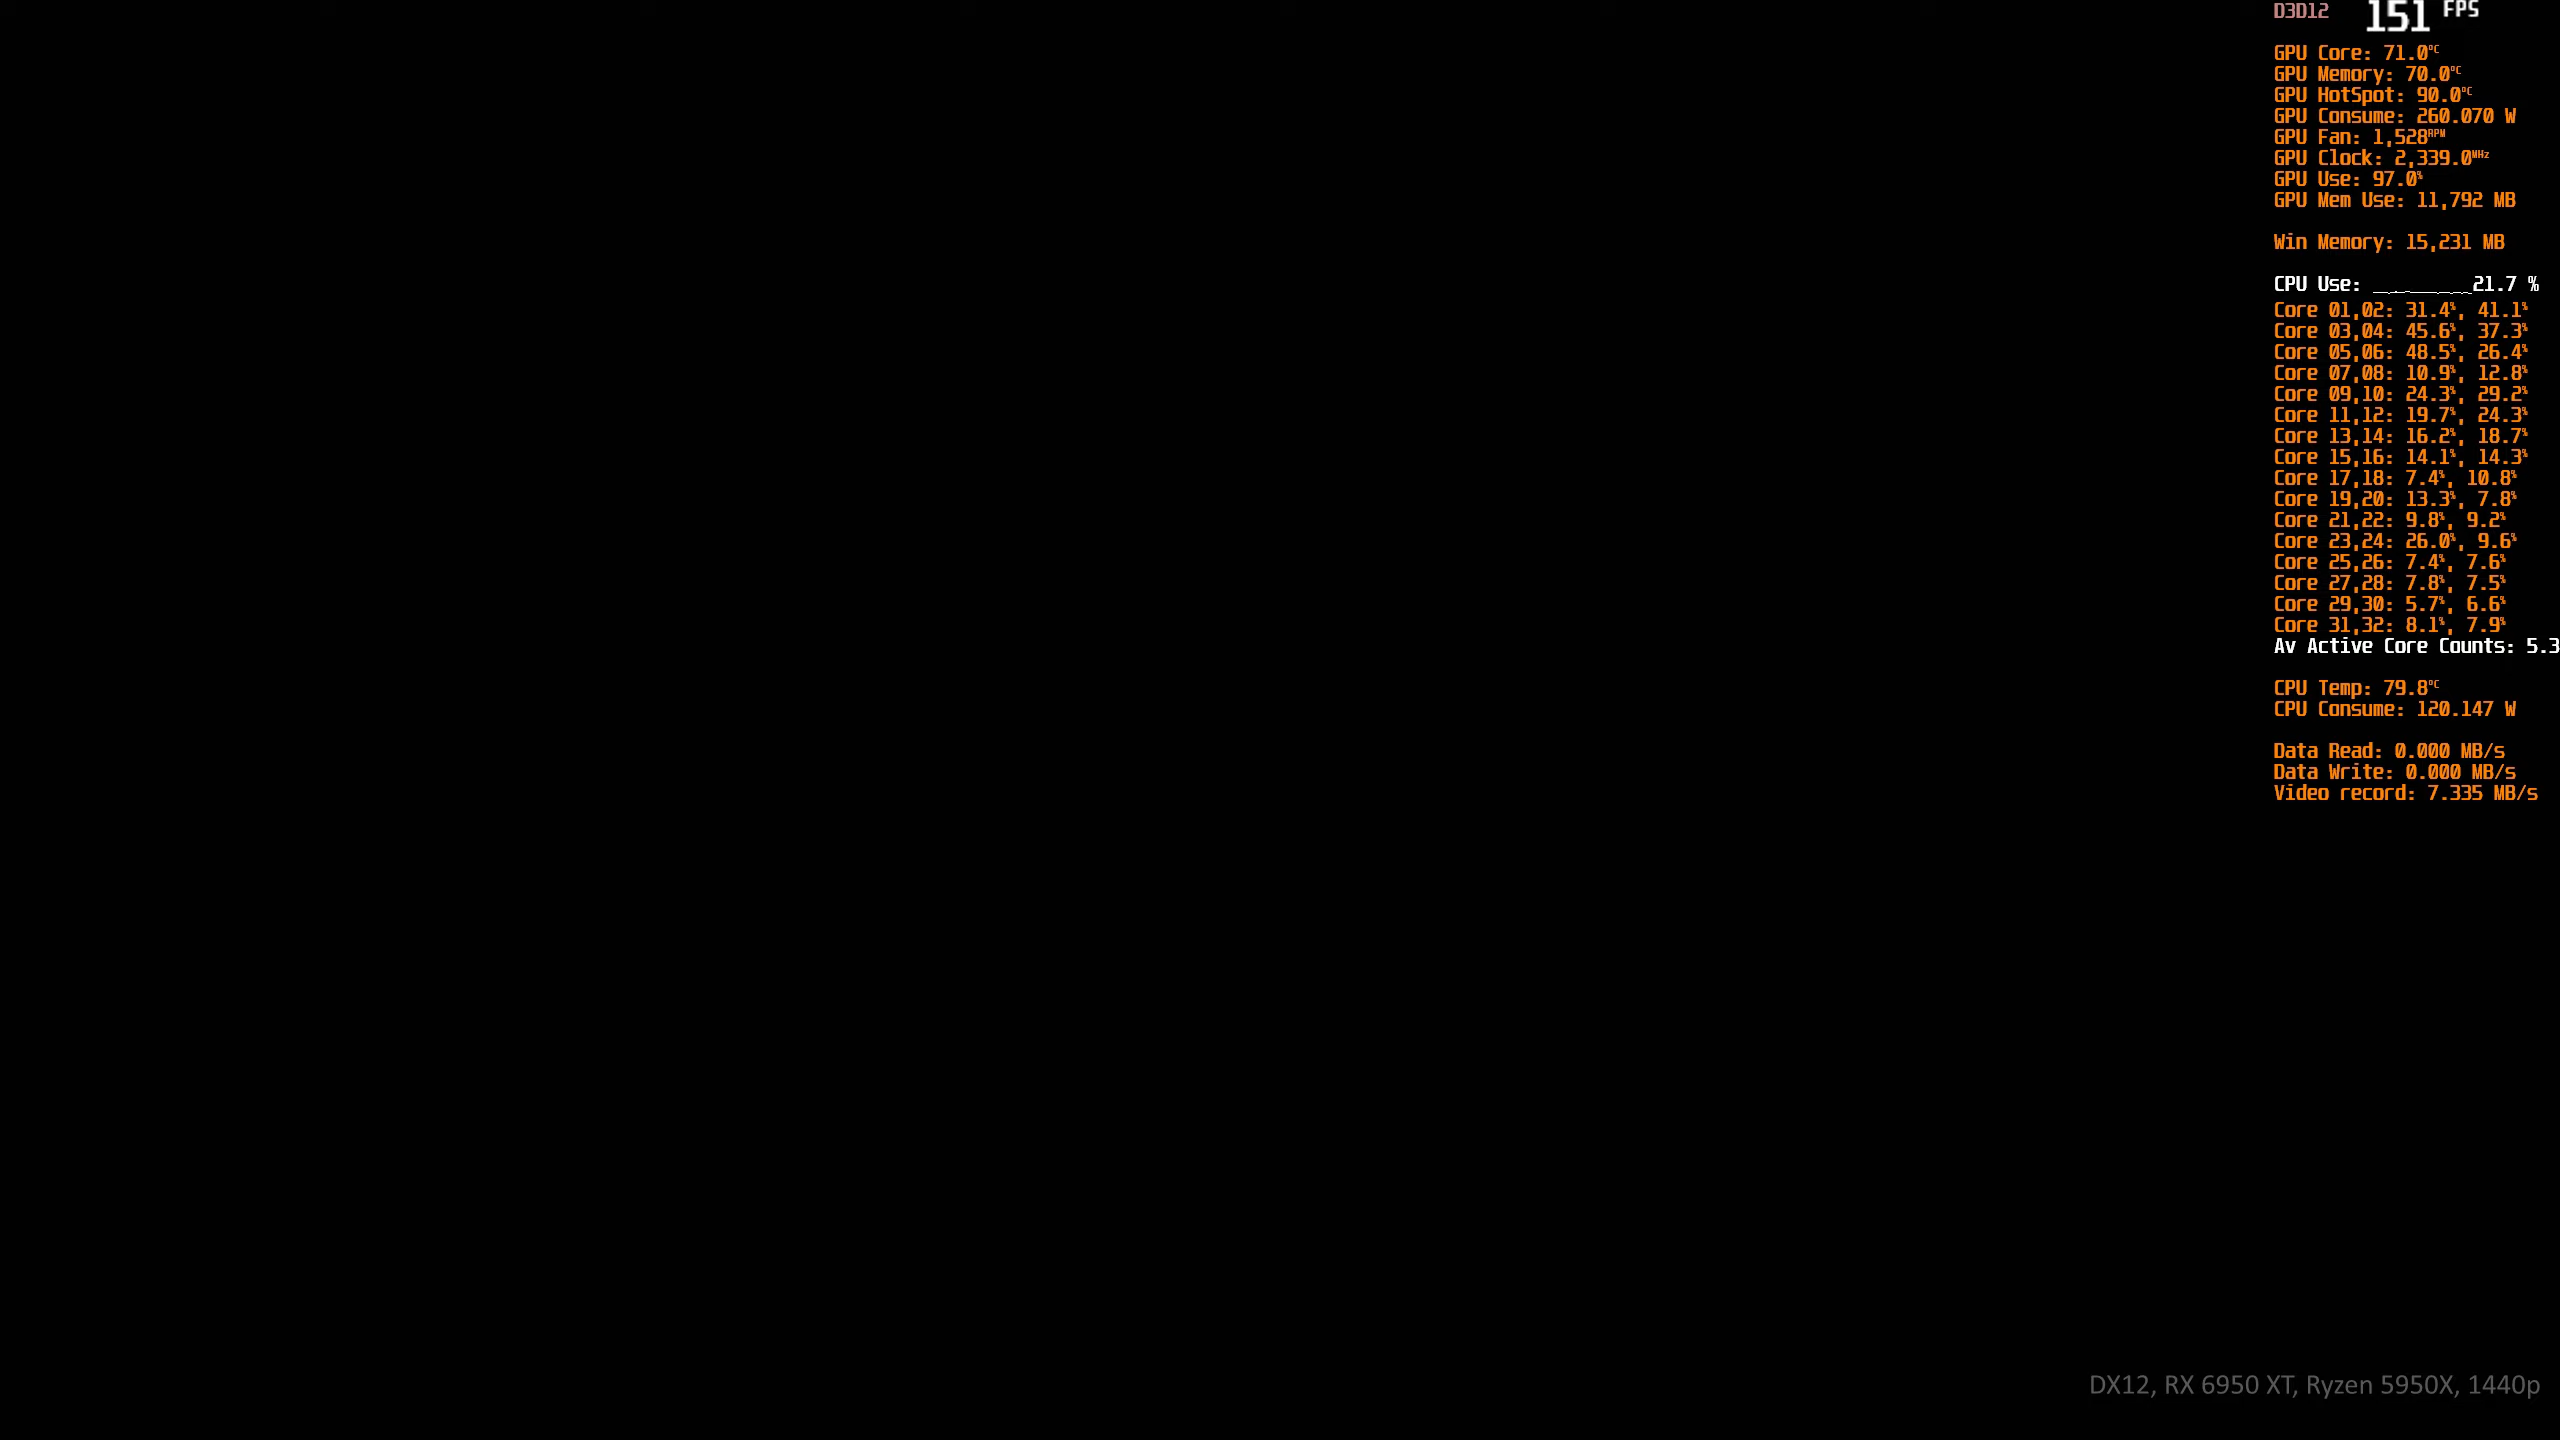 D3D12 151 FPS
GPU Core: 71.0°C
GPU Memory: 70.0°C
GPU HotSpot: 90.0°C
GPU Consume: 260.070 W
GPU Fan: 1,528RPM
GPU Clock: 2,339.0MHz
GPU Use: 97.0%
GPU Mem Use: 11,792 MB
Win Memory: 15,231 MB
CPU Use: 21.7 %
Core 01,02: 31.4%, 41.1%
Core 03,04: 45.6%, 37.3%
Core 05,06: 48.5%, 26.4%
Core 07,08: 10.9%, 12.8%
Core 09,10: 24.3%, 29.2%
Core 11,12: 19.7%, 24.3%
Core 13,14: 16.2%, 18.7%
Core 15,16: 14.1%, 14.3%
Core 17,18: 7.4%, 10.8%
Core 19,20: 13.3%, 7.8%
Core 21,22: 9.8%, 9.2%
Core 23,24: 26.0%, 9.6%
Core 25,26: 7.4%, 7.6%
Core 27,28: 7.8%, 7.5%
Core 29,30: 5.7%, 6.6%
Core 31,32: 8.1%, 7.9%
Av Active Core Counts: 5.3
CPU Temp: 79.8°C
CPU Consume: 120.147 W
Data Read: 0.000 MB/s
Data Write: 0.000 MB/s
Video record: 7.335 MB/s
DX12, RX 6950 XT, Ryzen 5950X, 1440p